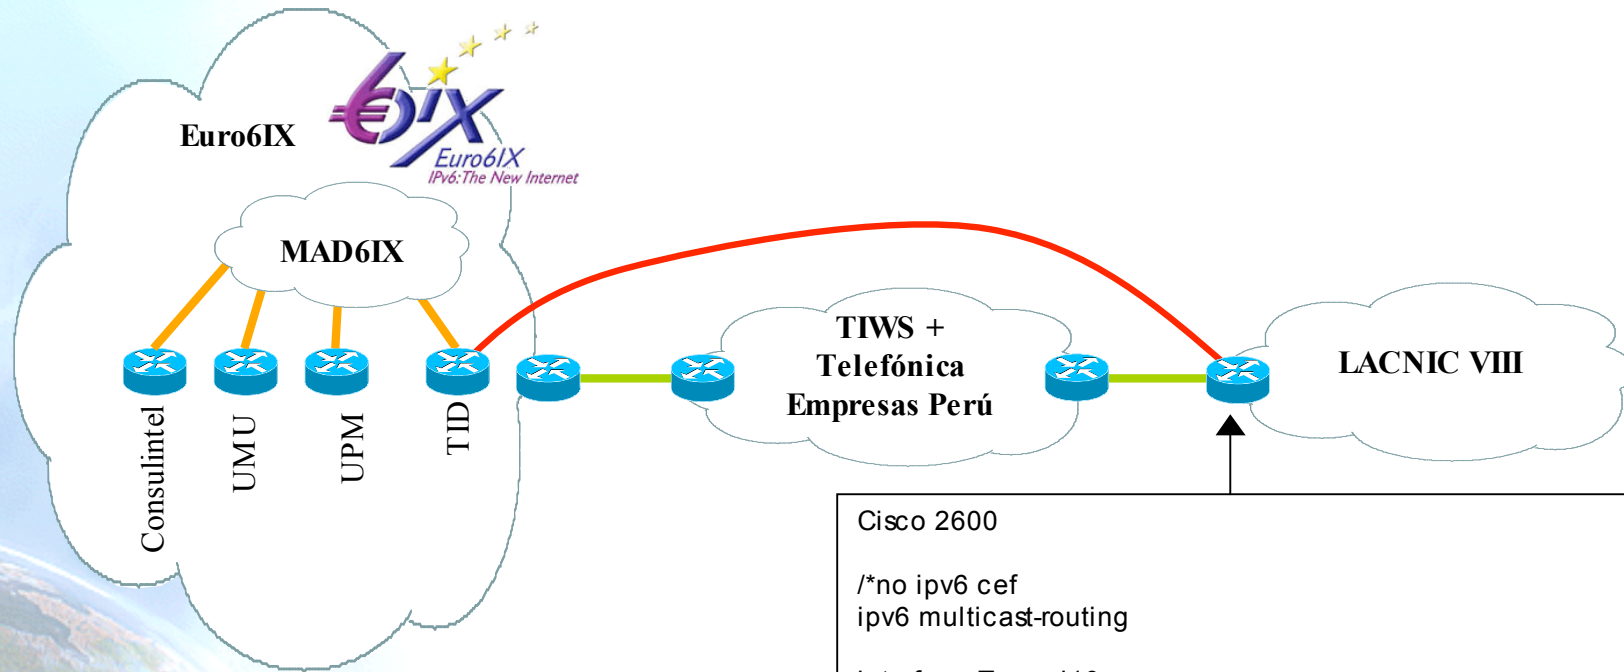 Euro6IX
€6IX
Euro6IX
IPv6:The New Internet
MAD6IX
Consulintel
UMU
UPM
TID
TIWS +
Telefónica
Empresas Perú
LACNIC VIII
Cisco 2600
/*no ipv6 cef
ipv6 multicast-routing